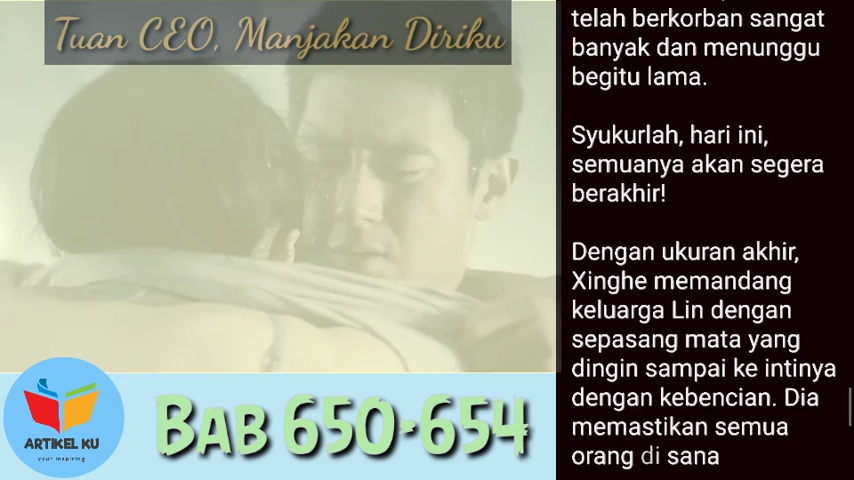 Tuan CEO, Manjakan Diriku
telah berkorban sangat
banyak dan menunggu
begitu lama.
Syukurlah, hari ini,
semuanya akan segera
berakhir!
Dengan ukuran akhir,
Xinghe memandang
keluarga Lin dengan
sepasang mata yang
dingin sampai ke intinya
dengan kebencian. Dia
memastikan semua
orang di sana
ARTIKEL KU
your inspiring
BAB 650-654